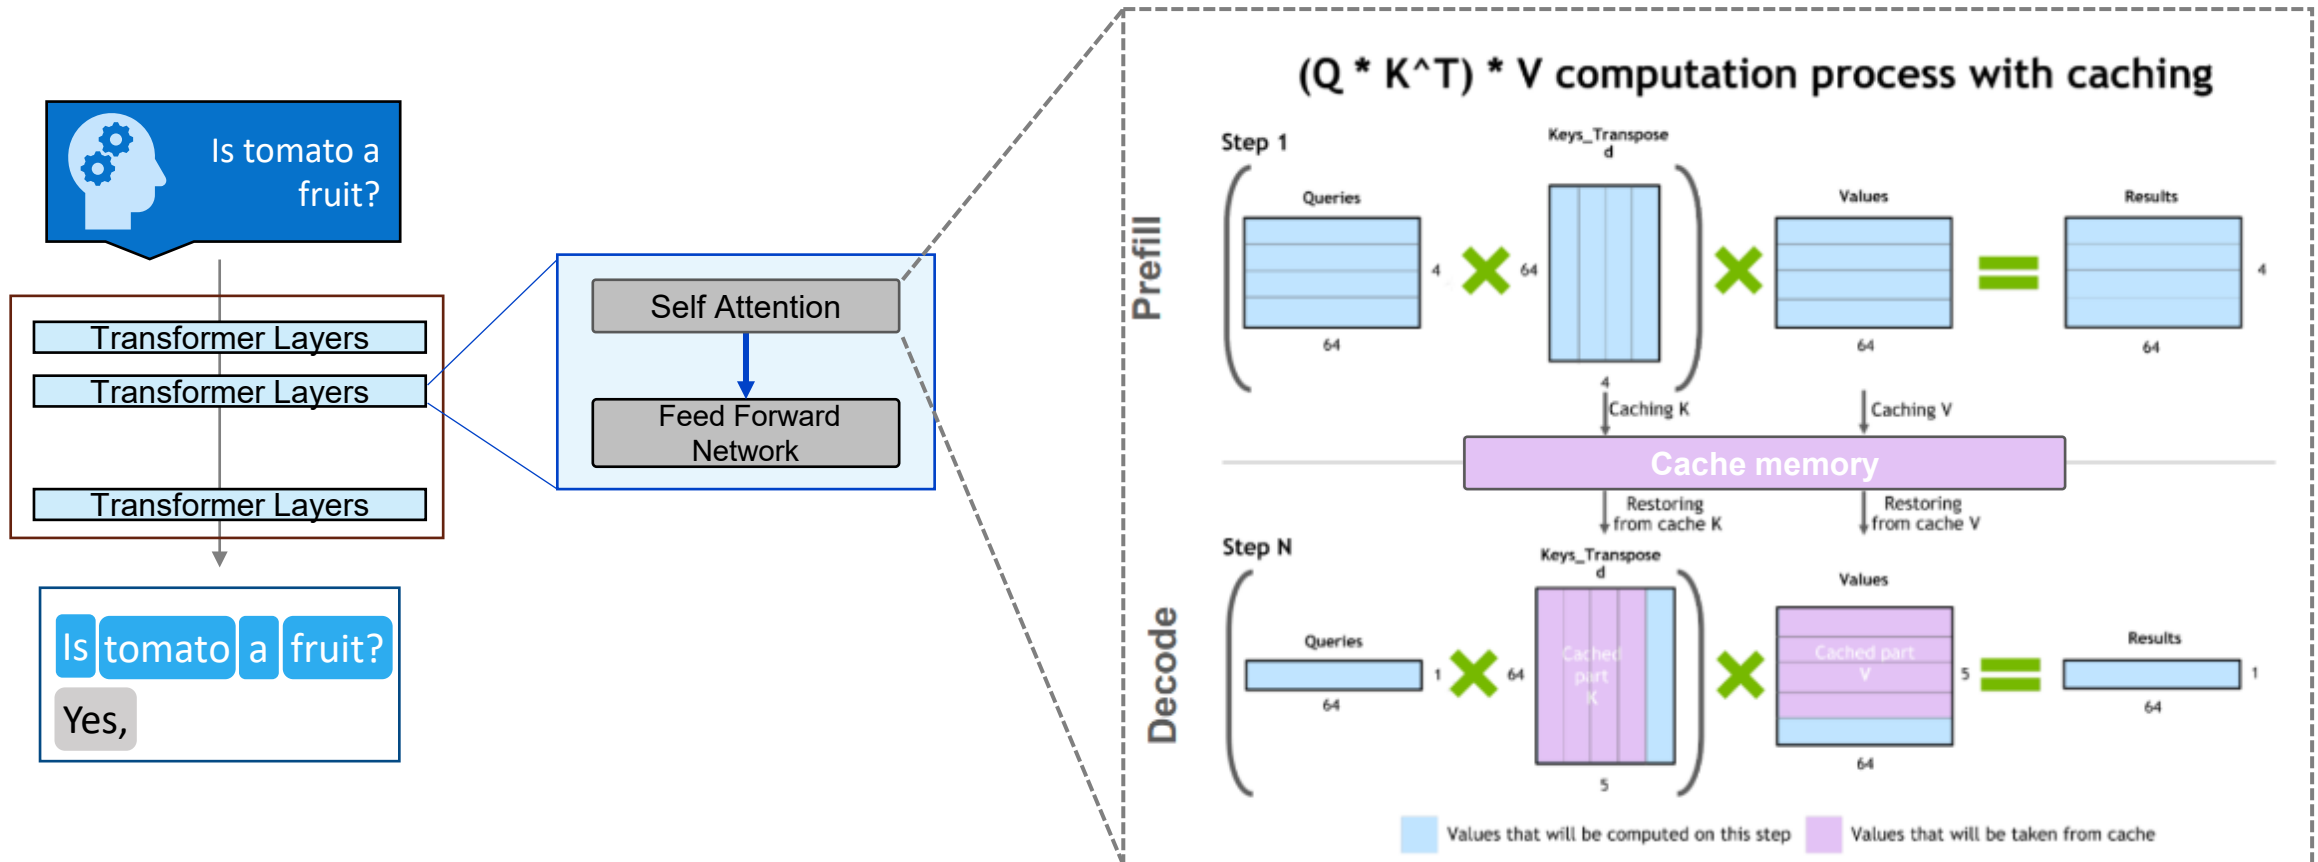 Is tomato a
fruit?
Transformer Layers
Transformer Layers
Transformer Layers
Is tomato a fruit?
Yes,
Self Attention
Feed Forward
Network
(Q * K^T) * V computation process with caching
Prefill
Step 1
Queries
4
64
Keys_Transpose
d
64
4
Values
64
Results
4
64
Caching K
Caching V
Cache memory
Restoring
from cache K
Restoring
from cache V
Decode
Step N
Queries
1
64
Keys_Transpose
d
64
Cached
part
K
5
Values
Cached part
V
5
64
Results
1
64
Values that will be computed on this step
Values that will be taken from cache